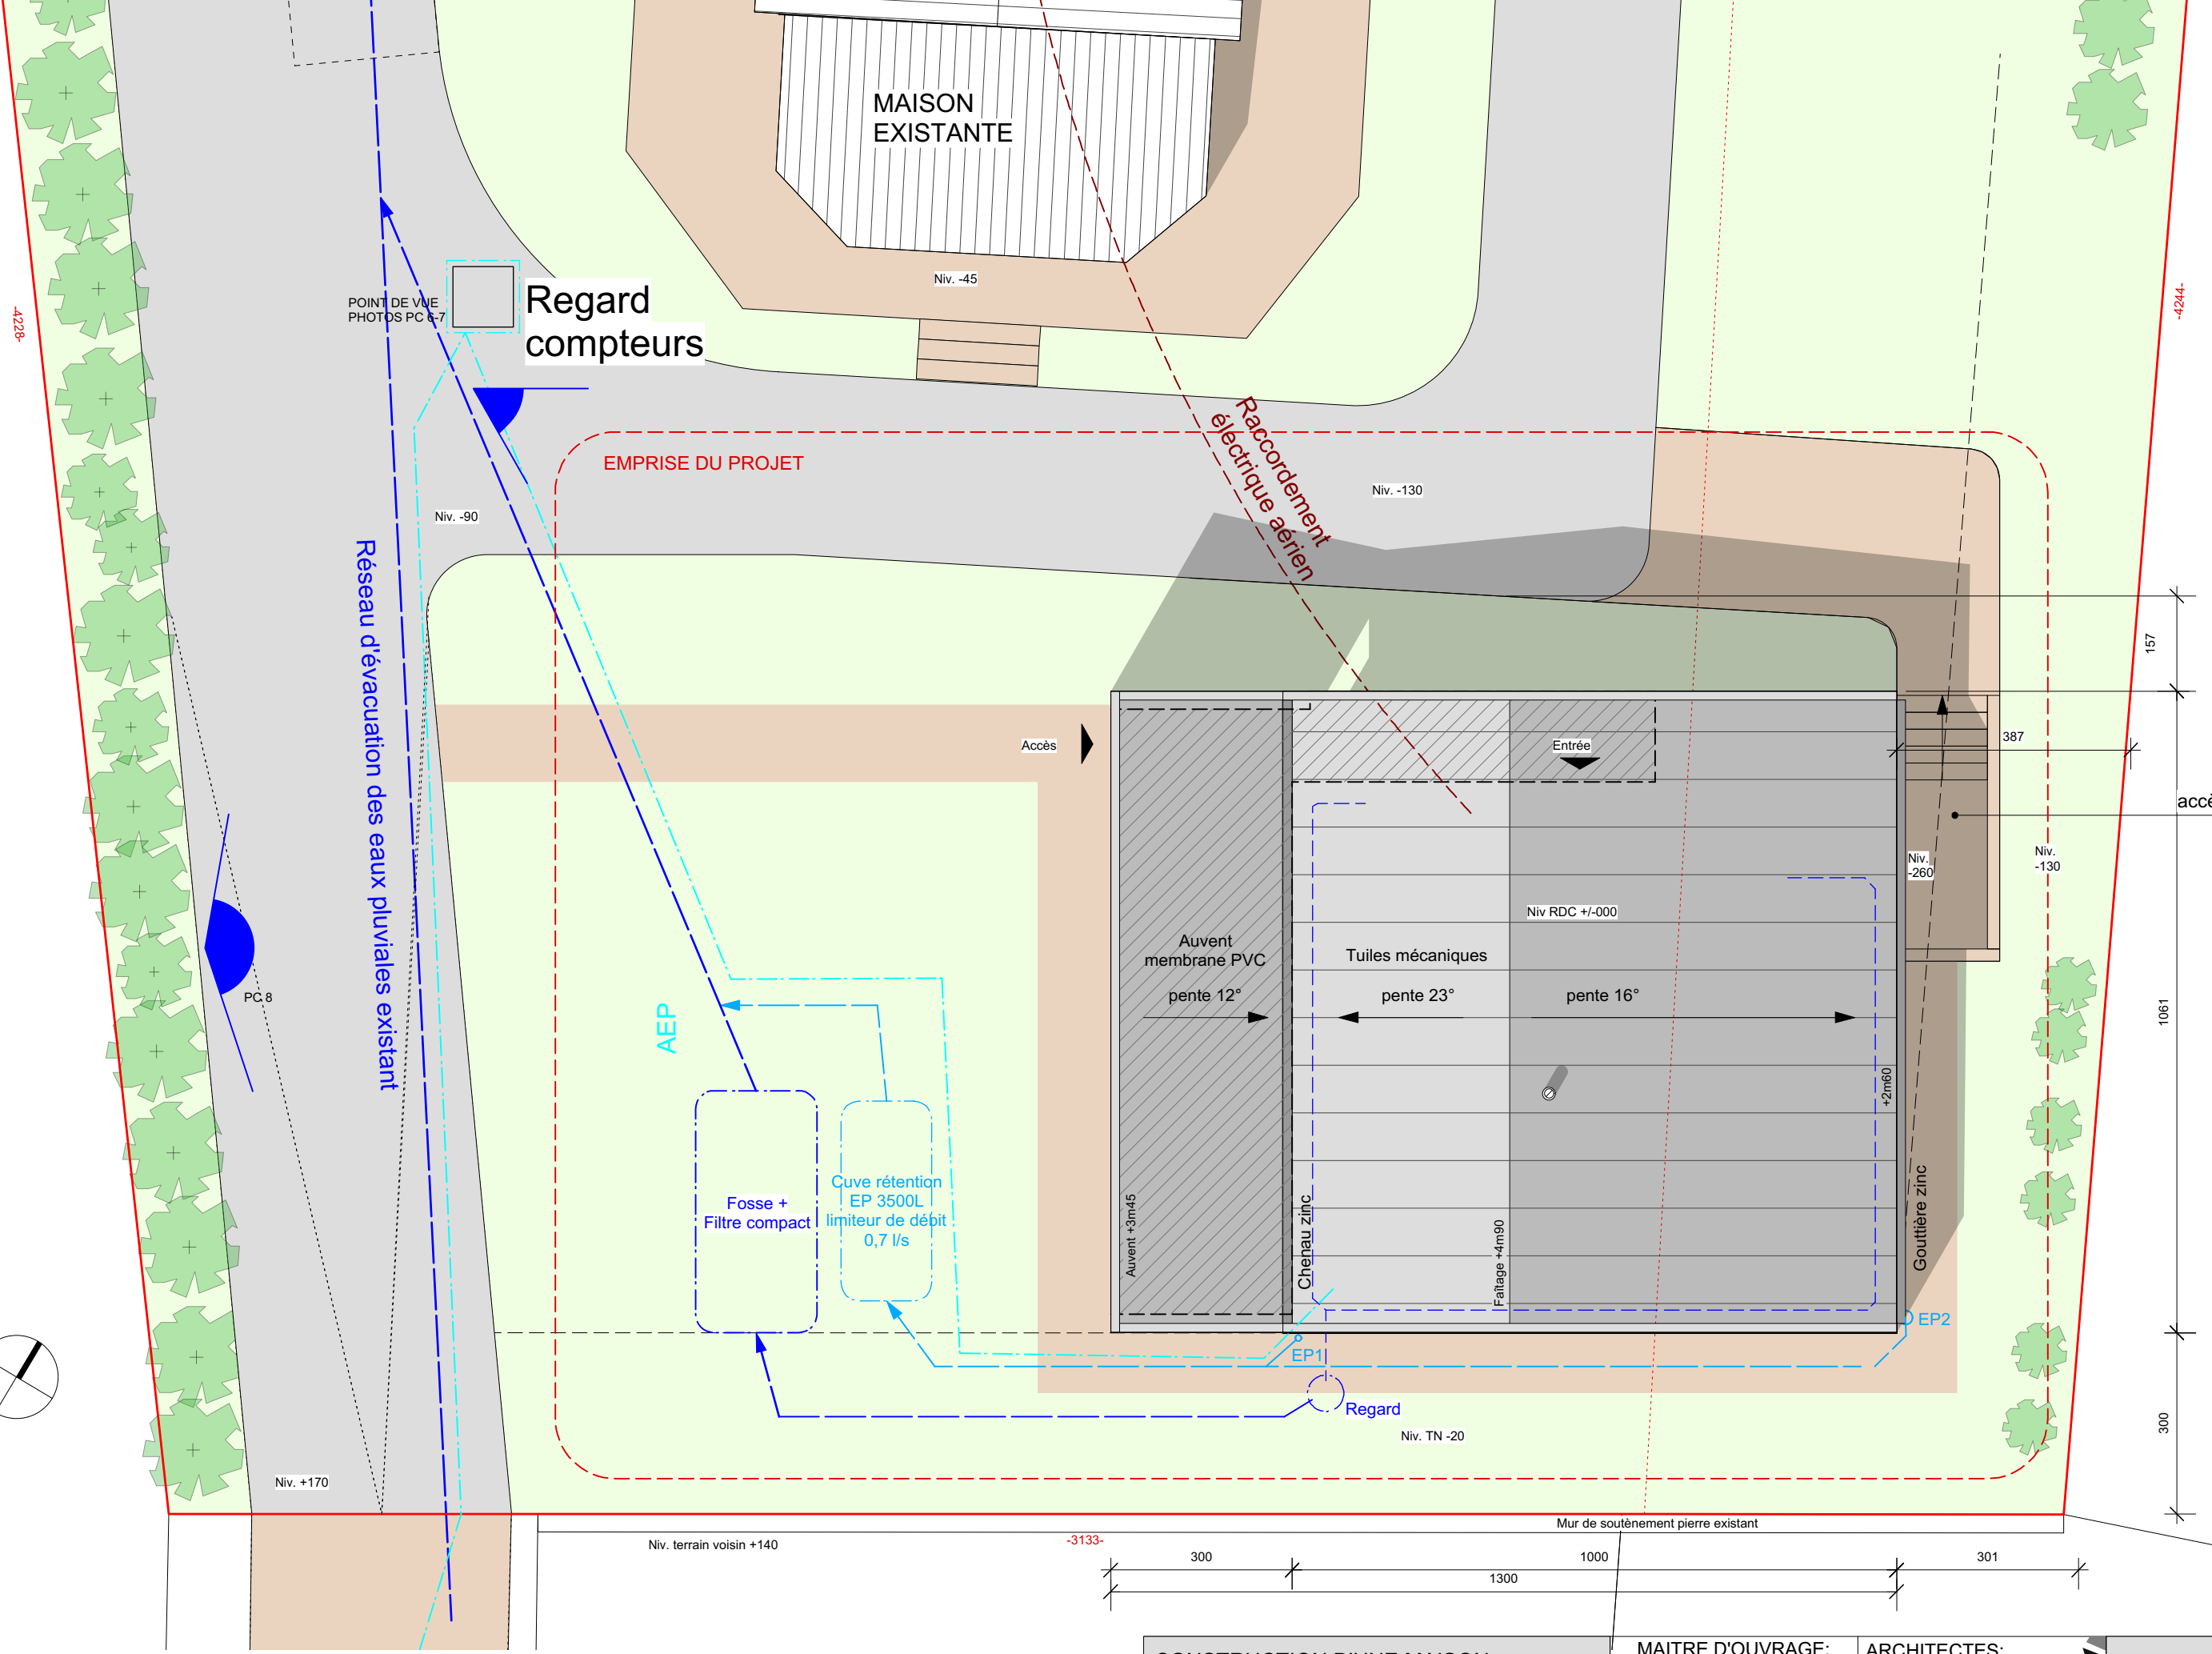 MAISON
EXISTANTE
Niv. -45
POINT DE VUE
PHOTOS PC 6-7
Regard
compteurs
-4228-
-4244-
EMPRISE DU PROJET
Raccordement
électrique aérien
Niv. -130
Niv. -90
Réseau d'évacuation des eaux pluviales existant
157
Accès
Entrée
387
accè
Niv.
-260
Niv.
-130
Niv RDC +/-000
Auvent
membrane PVC
Tuiles mécaniques
pente 12°
pente 23°
pente 16°
PC 8
AEP
1061
+2m60
Fosse +
Filtre compact
Cuve rétention
EP 3500L
limiteur de débit
0,7 l/s
Auvent +3m45
Chenau zinc
Faîtage +4m90
Gouttière zinc
EP1
EP2
Regard
Niv. TN -20
300
Niv. +170
Mur de soutènement pierre existant
Niv. terrain voisin +140
-3133-
300
1000
301
1300
CONSTRUCTION D'UNE MAISON
MAITRE D'OUVRAGE:
ARCHITECTES: